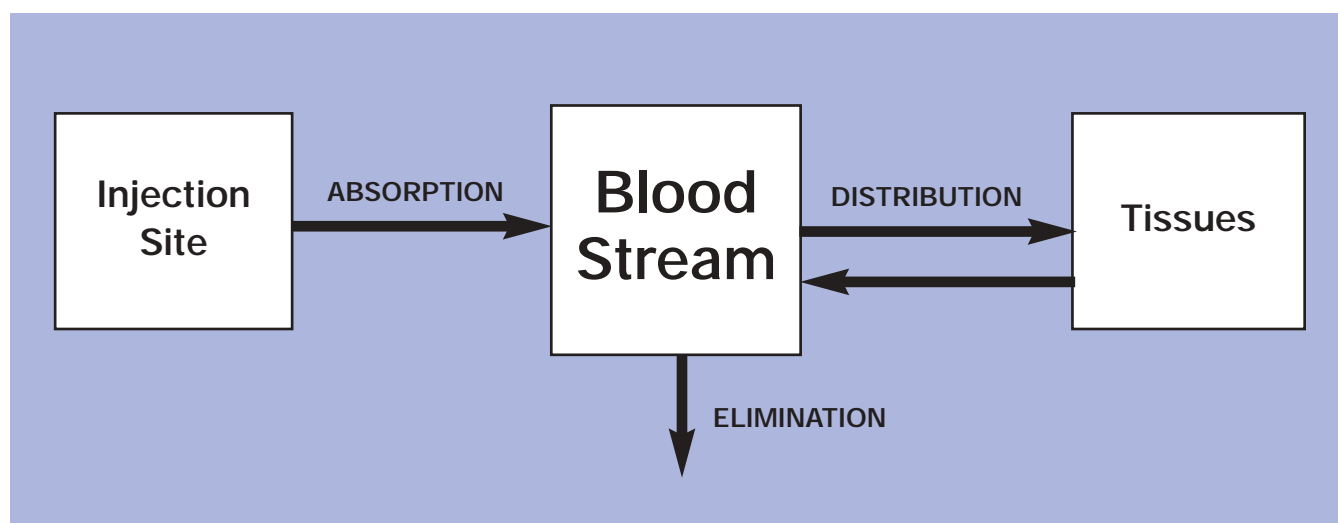 Injection
Site
ABSORPTION
Blood
Stream
DISTRIBUTION
Tissues
ELIMINATION